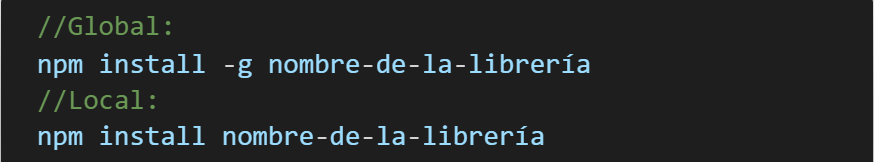 //Global:
npm install -g nombre-de-la-librería
//Local:
npm install nombre-de-la-librería